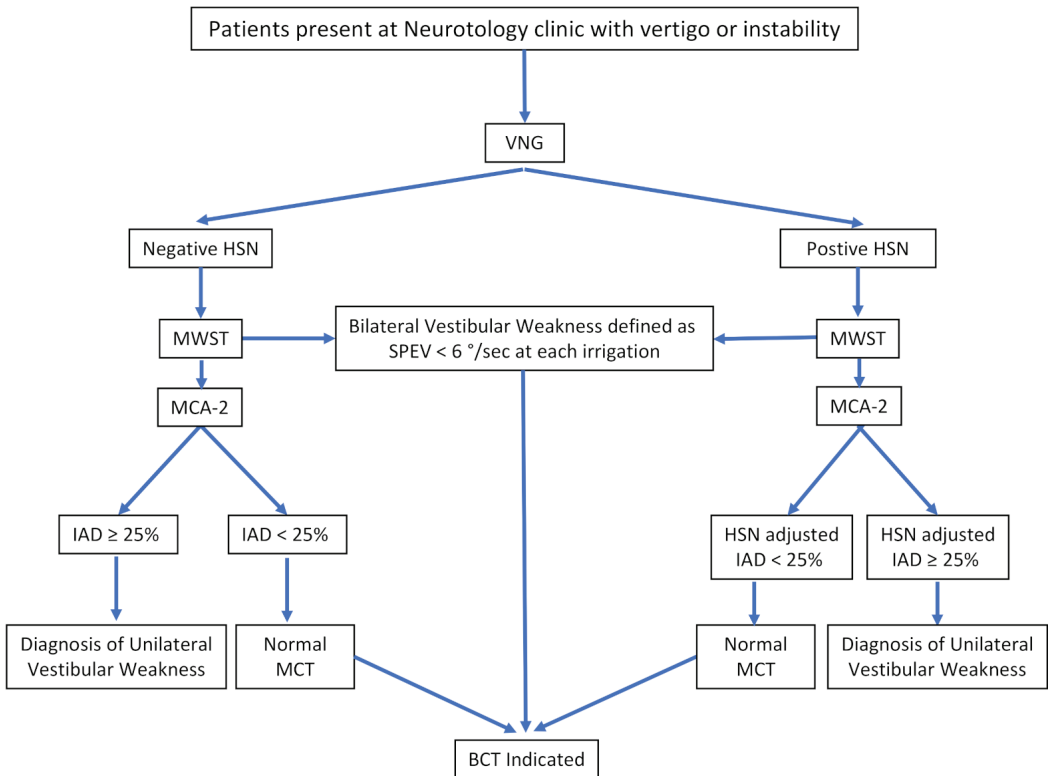 Patients present at Neurotology clinic with vertigo or instability
VNG
Negative HSN
Postive HSN
MWST
Bilateral Vestibular Weakness defined as
SPEV < 6 °/sec at each irrigation
MWST
MCA-2
MCA-2
IAD ≥ 25%
IAD < 25%
HSN adjusted
IAD < 25%
HSN adjusted
IAD ≥ 25%
Diagnosis of Unilateral
Vestibular Weakness
Normal
MCT
Normal
MCT
Diagnosis of Unilateral
Vestibular Weakness
BCT Indicated